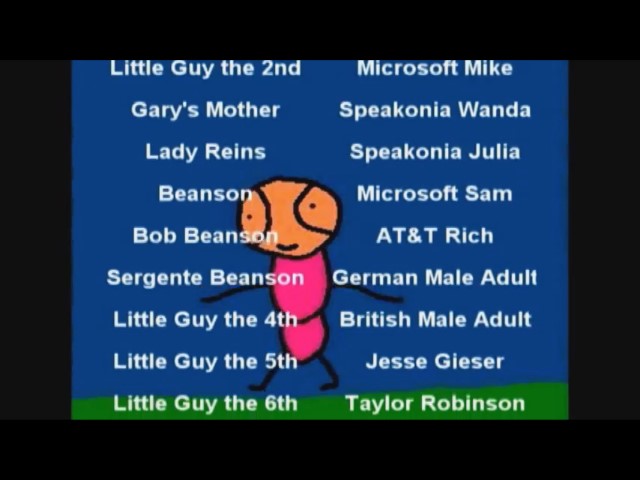 Little Guy the 2nd Microsoft Mike
Gary's Mother Speakonia Wanda
Lady Reins Speakonia Julia
Beanson Microsoft Sam
Bob Beanson AT&T Rich
Sergente Beanson German Male Adult
Little Guy the 4th British Male Adult
Little Guy the 5th Jesse Gieser
Little Guy the 6th Taylor Robinson